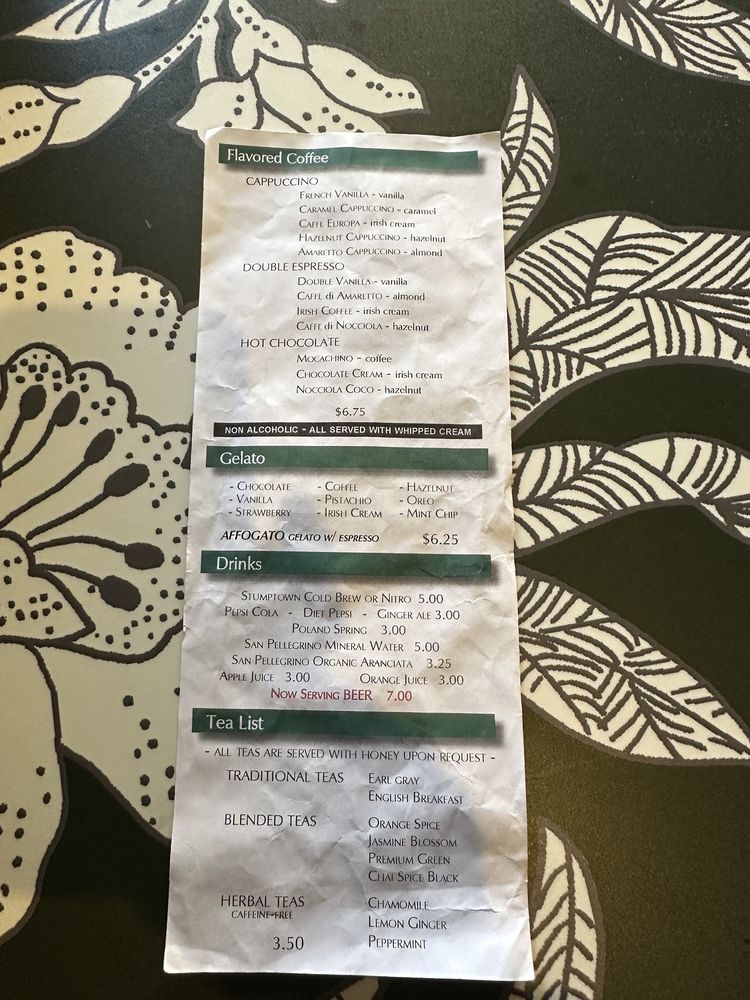 Flavored Coffee
CAPPUCCINO
FRENCH VANILLA - vanilla
CARAMEL CAPPUCCINO - caramel
CAFFE EUROPA - irish cream
HAZELNUT CAPPUCCINO - hazelnut
AMARETTO CAPPUCCINO - almond
DOUBLE ESPRESSO
DOUBLE VANILLA - vanilla
CAFFE di AMARETTO - almond
IRISH COFFEE - irish cream
CAFFE di NOCCIOLA - hazelnut
HOT CHOCOLATE
MOCACHINO - coffee
CHOCOLATE CREAM - irish cream
NOCCIOLA COCO - hazelnut
$6.75
NON ALCOHOLIC - ALL SERVED WITH WHIPPED CREAM
Gelato
- CHOCOLATE - COFFEE - HAZELNUT
- VANILLA - PISTACHIO - OREO
- STRAWBERRY - IRISH CREAM - MINT CHIP
AFFOGATO GELATO W/ ESPRESSO $6.25
Drinks
STUMPTOWN COLD BREW OR NITRO 5.00
PEPSI COLA - DIET PEPSI - GINGER ALE 3.00
POLAND SPRING 3.00
SAN PELLEGRINO MINERAL WATER 5.00
SAN PELLEGRINO ORGANIC ARANCIATA 3.25
APPLE JUICE 3.00 ORANGE JUICE 3.00
NOW SERVING BEER 7.00
Tea List
- ALL TEAS ARE SERVED WITH HONEY UPON REQUEST -
TRADITIONAL TEAS EARL GRAY
ENGLISH BREAKFAST
BLENDED TEAS ORANGE SPICE
JASMINE BLOSSOM
PREMIUM GREEN
CHAI SPICE BLACK
HERBAL TEAS CHAMOMILE
CAFFEINE-FREE
LEMON GINGER
3.50 PEPPERMINT